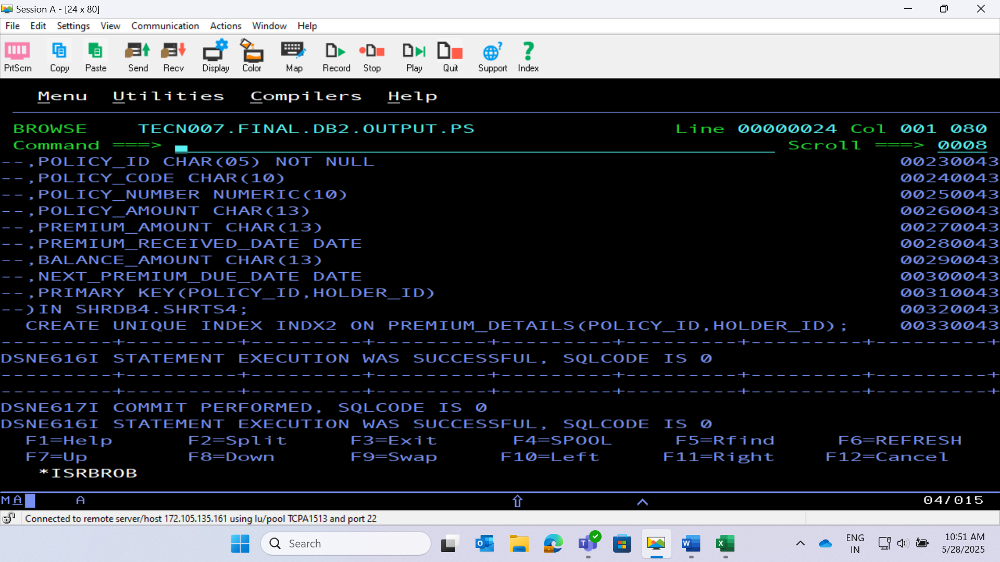 Session A - [24 x 80]
File Edit Settings View Communication Actions Window Help
PrtScrn Copy Paste Send Recv Display Color Map Record Stop Play Quit Support Index
Menu Utilities Compilers Help
BROWSE TECN007.FINAL.DB2.OUTPUT.PS Line 00000024 Col 001 080
Command ===> Scroll ===> 0008
--,POLICY_ID CHAR(05) NOT NULL 00230043
--,POLICY_CODE CHAR(10) 00240043
--,POLICY_NUMBER NUMERIC(10) 00250043
--,POLICY_AMOUNT CHAR(13) 00260043
--,PREMIUM_AMOUNT CHAR(13) 00270043
--,PREMIUM_RECEIVED_DATE DATE 00280043
--,BALANCE_AMOUNT CHAR(13) 00290043
--,NEXT_PREMIUM_DUE_DATE DATE 00300043
--,PRIMARY KEY(POLICY_ID,HOLDER_ID) 00310043
--)IN SHRDB4.SHRTS4; 00320043
CREATE UNIQUE INDEX INDX2 ON PREMIUM_DETAILS(POLICY_ID,HOLDER_ID); 00330043
---------+---------+---------+---------+---------+---------+---------+---------+
DSNE616I STATEMENT EXECUTION WAS SUCCESSFUL, SQLCODE IS 0
---------+---------+---------+---------+---------+---------+---------+---------+
---------+---------+---------+---------+---------+---------+---------+---------+
DSNE617I COMMIT PERFORMED, SQLCODE IS 0
DSNE616I STATEMENT EXECUTION WAS SUCCESSFUL, SQLCODE IS 0
F1=Help F2=Split F3=Exit F4=SPOOL F5=Rfind F6=REFRESH
F7=Up F8=Down F9=Swap F10=Left F11=Right F12=Cancel
*ISRBROB
MA A 04/015
Connected to remote server/host 172.105.135.161 using lu/pool TCPA1513 and port 22
Search
ENG
IN
10:51 AM
5/28/2025